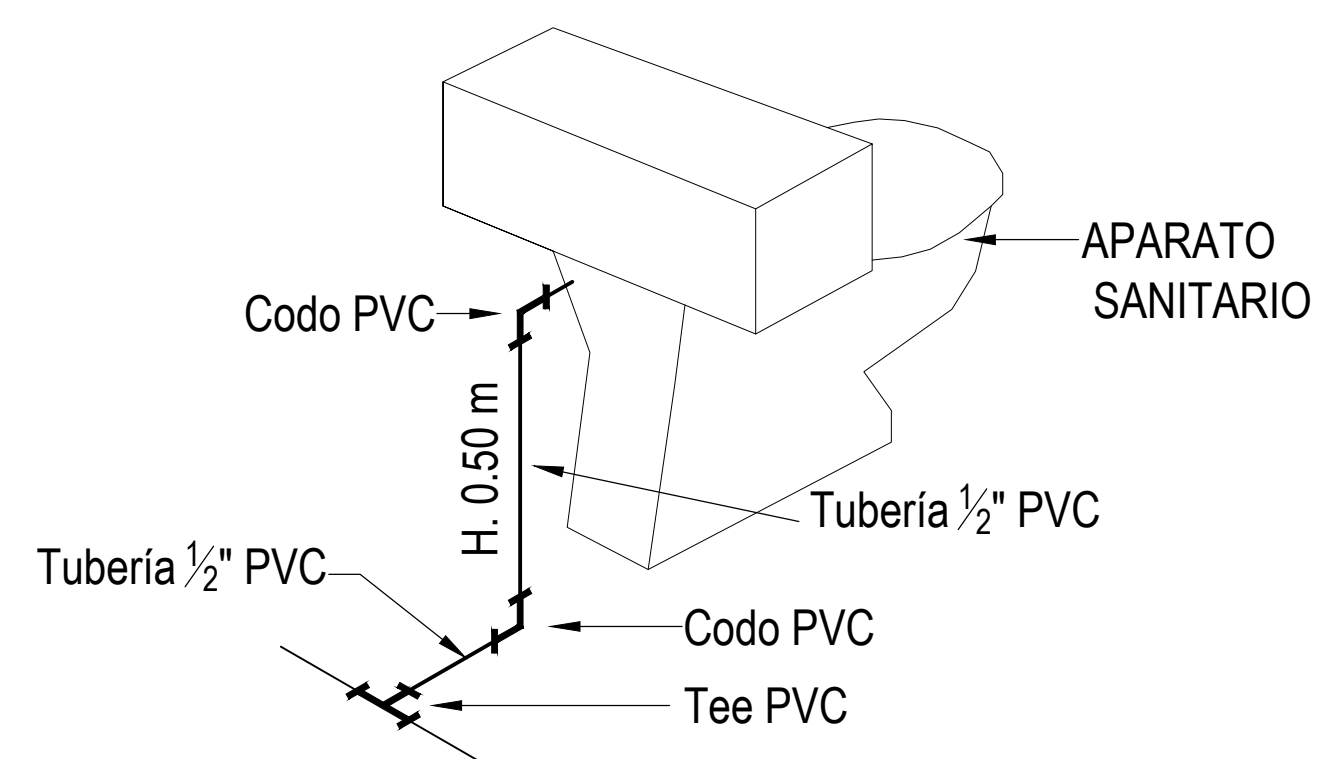 APARATO
SANITARIO
Codo PVC
H. 0.50 m
Tubería ½" PVC
Tubería ½" PVC
Codo PVC
Tee PVC